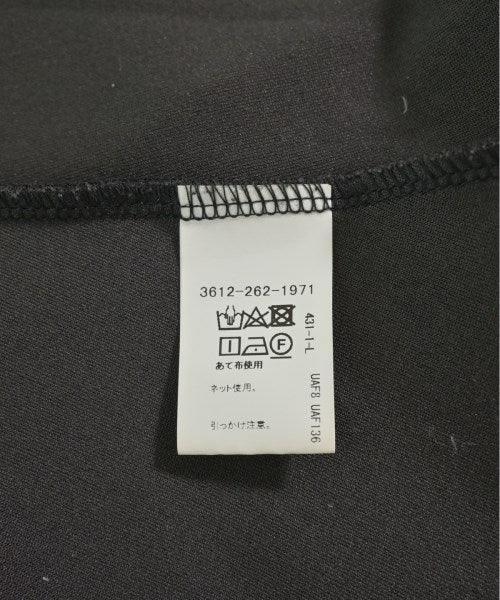 3612-262-1971
F
あて布使用
ネット使用。
引っかけ注意。
431-1-L
UAF8 UAF136